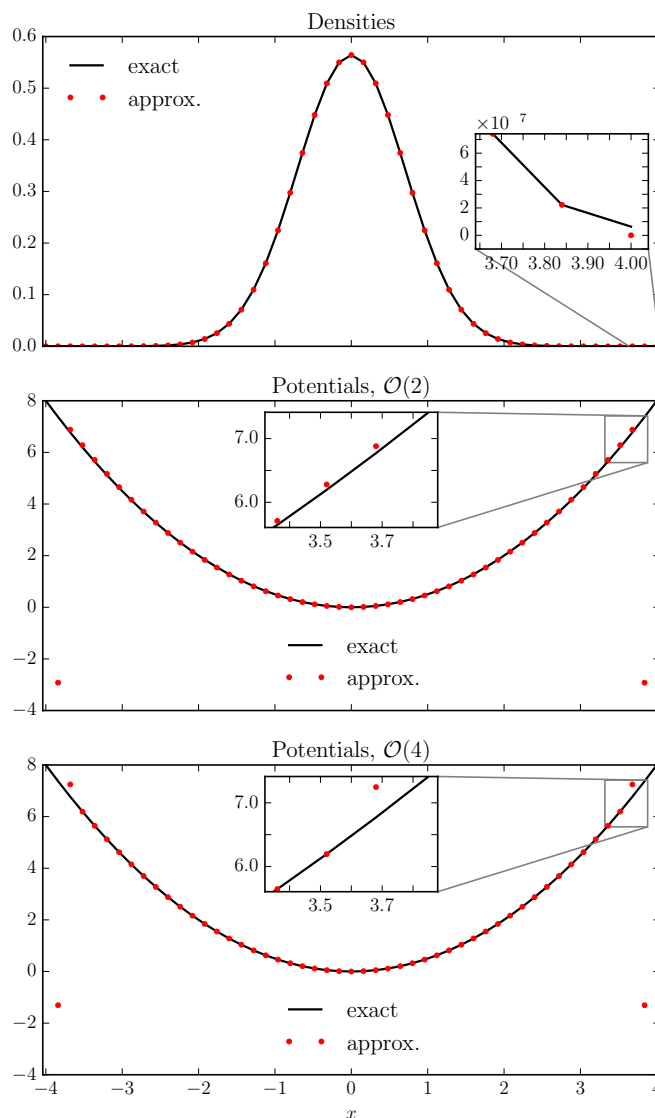 Densities
0.6
0.5
0.4
0.3
0.2
0.1
0.0
exact
approx.
×10 7
6
4
2
0
3.70 3.80 3.90 4.00
Potentials, 𝒪(2)
8
6
4
2
0
−2
−4
7.0
6.0
3.5 3.7
exact
approx.
Potentials, 𝒪(4)
8
6
4
2
0
−2
−4
7.0
6.0
3.5 3.7
exact
approx.
−4 −3 −2 −1 0 1 2 3 4
x